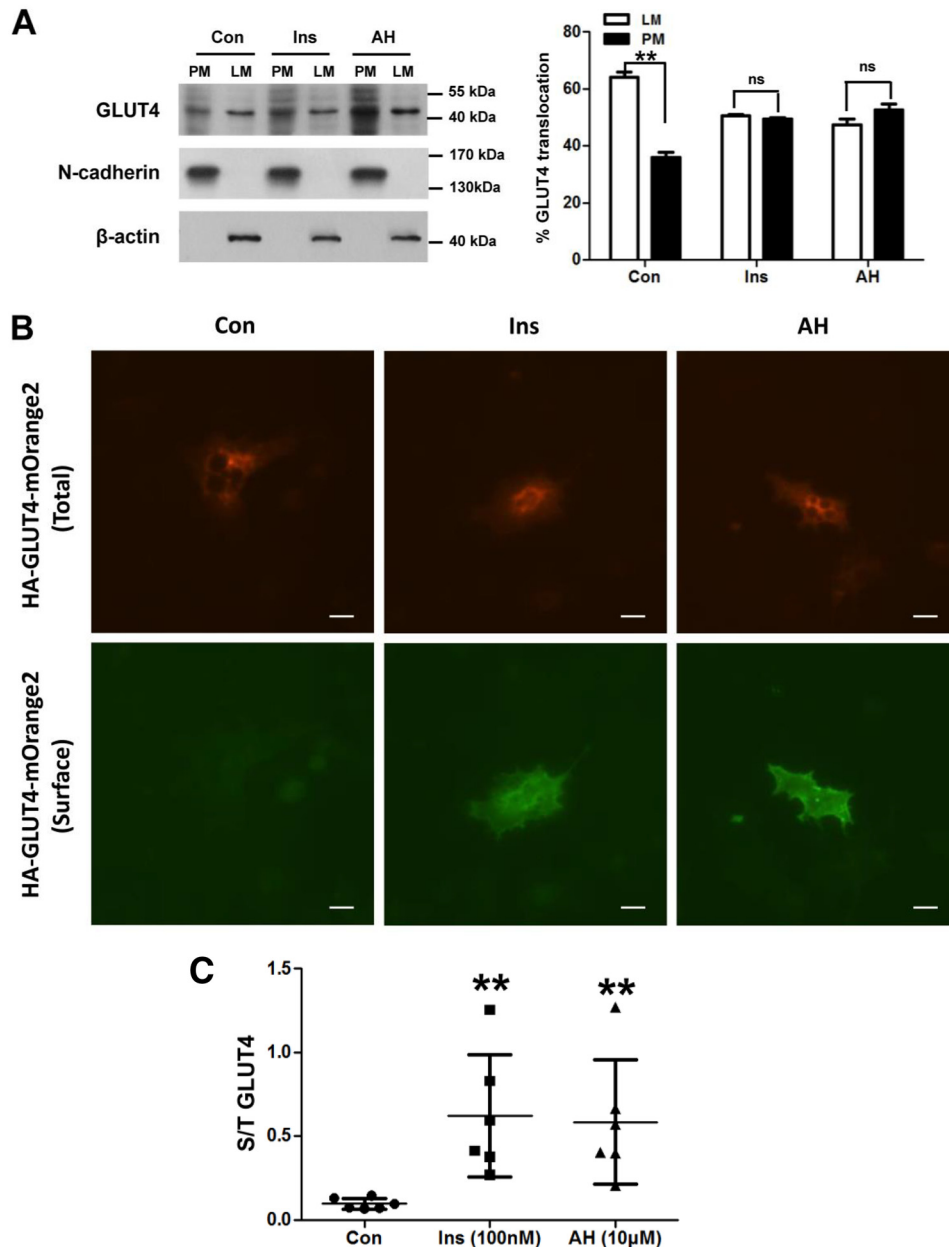 A
Con Ins AH
PM LM PM LM PM LM
GLUT4
55 kDa
40 kDa
N-cadherin
170 kDa
130kDa
β-actin
40 kDa
LM
PM
% GLUT4 translocation
80
60
40
20
0
**
ns
ns
Con Ins AH
B
Con Ins AH
HA-GLUT4-mOrange2
(Total)
HA-GLUT4-mOrange2
(Surface)
C
S/T GLUT4
1.5
1.0
0.5
0.0
** **
Con Ins (100nM) AH (10μM)